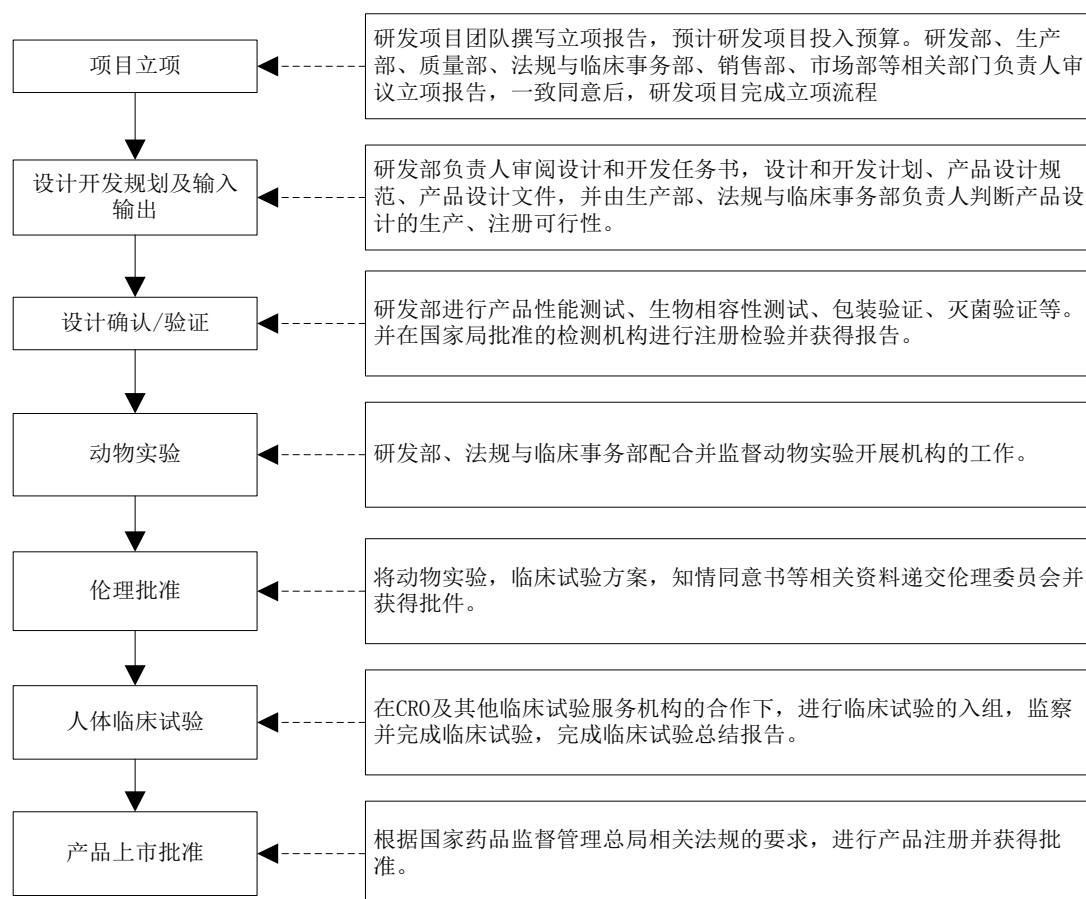 项目立项
研发项目团队撰写立项报告，预计研发项目投入预算。研发部、生产
部、质量部、法规与临床事务部、销售部、市场部等相关部门负责人审
议立项报告，一致同意后，研发项目完成立项流程
设计开发规划及输入
输出
研发部负责人审阅设计和开发任务书，设计和开发计划、产品设计规
范、产品设计文件，并由生产部、法规与临床事务部负责人判断产品设
计的生产、注册可行性。
设计确认/验证
研发部进行产品性能测试、生物相容性测试、包装验证、灭菌验证等。
并在国家局批准的检测机构进行注册检验并获得报告。
动物实验
研发部、法规与临床事务部配合并监督动物实验开展机构的工作。
伦理批准
将动物实验，临床试验方案，知情同意书等相关资料递交伦理委员会并
获得批件。
人体临床试验
在CRO及其他临床试验服务机构的合作下，进行临床试验的入组，监察
并完成临床试验，完成临床试验总结报告。
产品上市批准
根据国家药品监督管理总局相关法规的要求，进行产品注册并获得批
准。